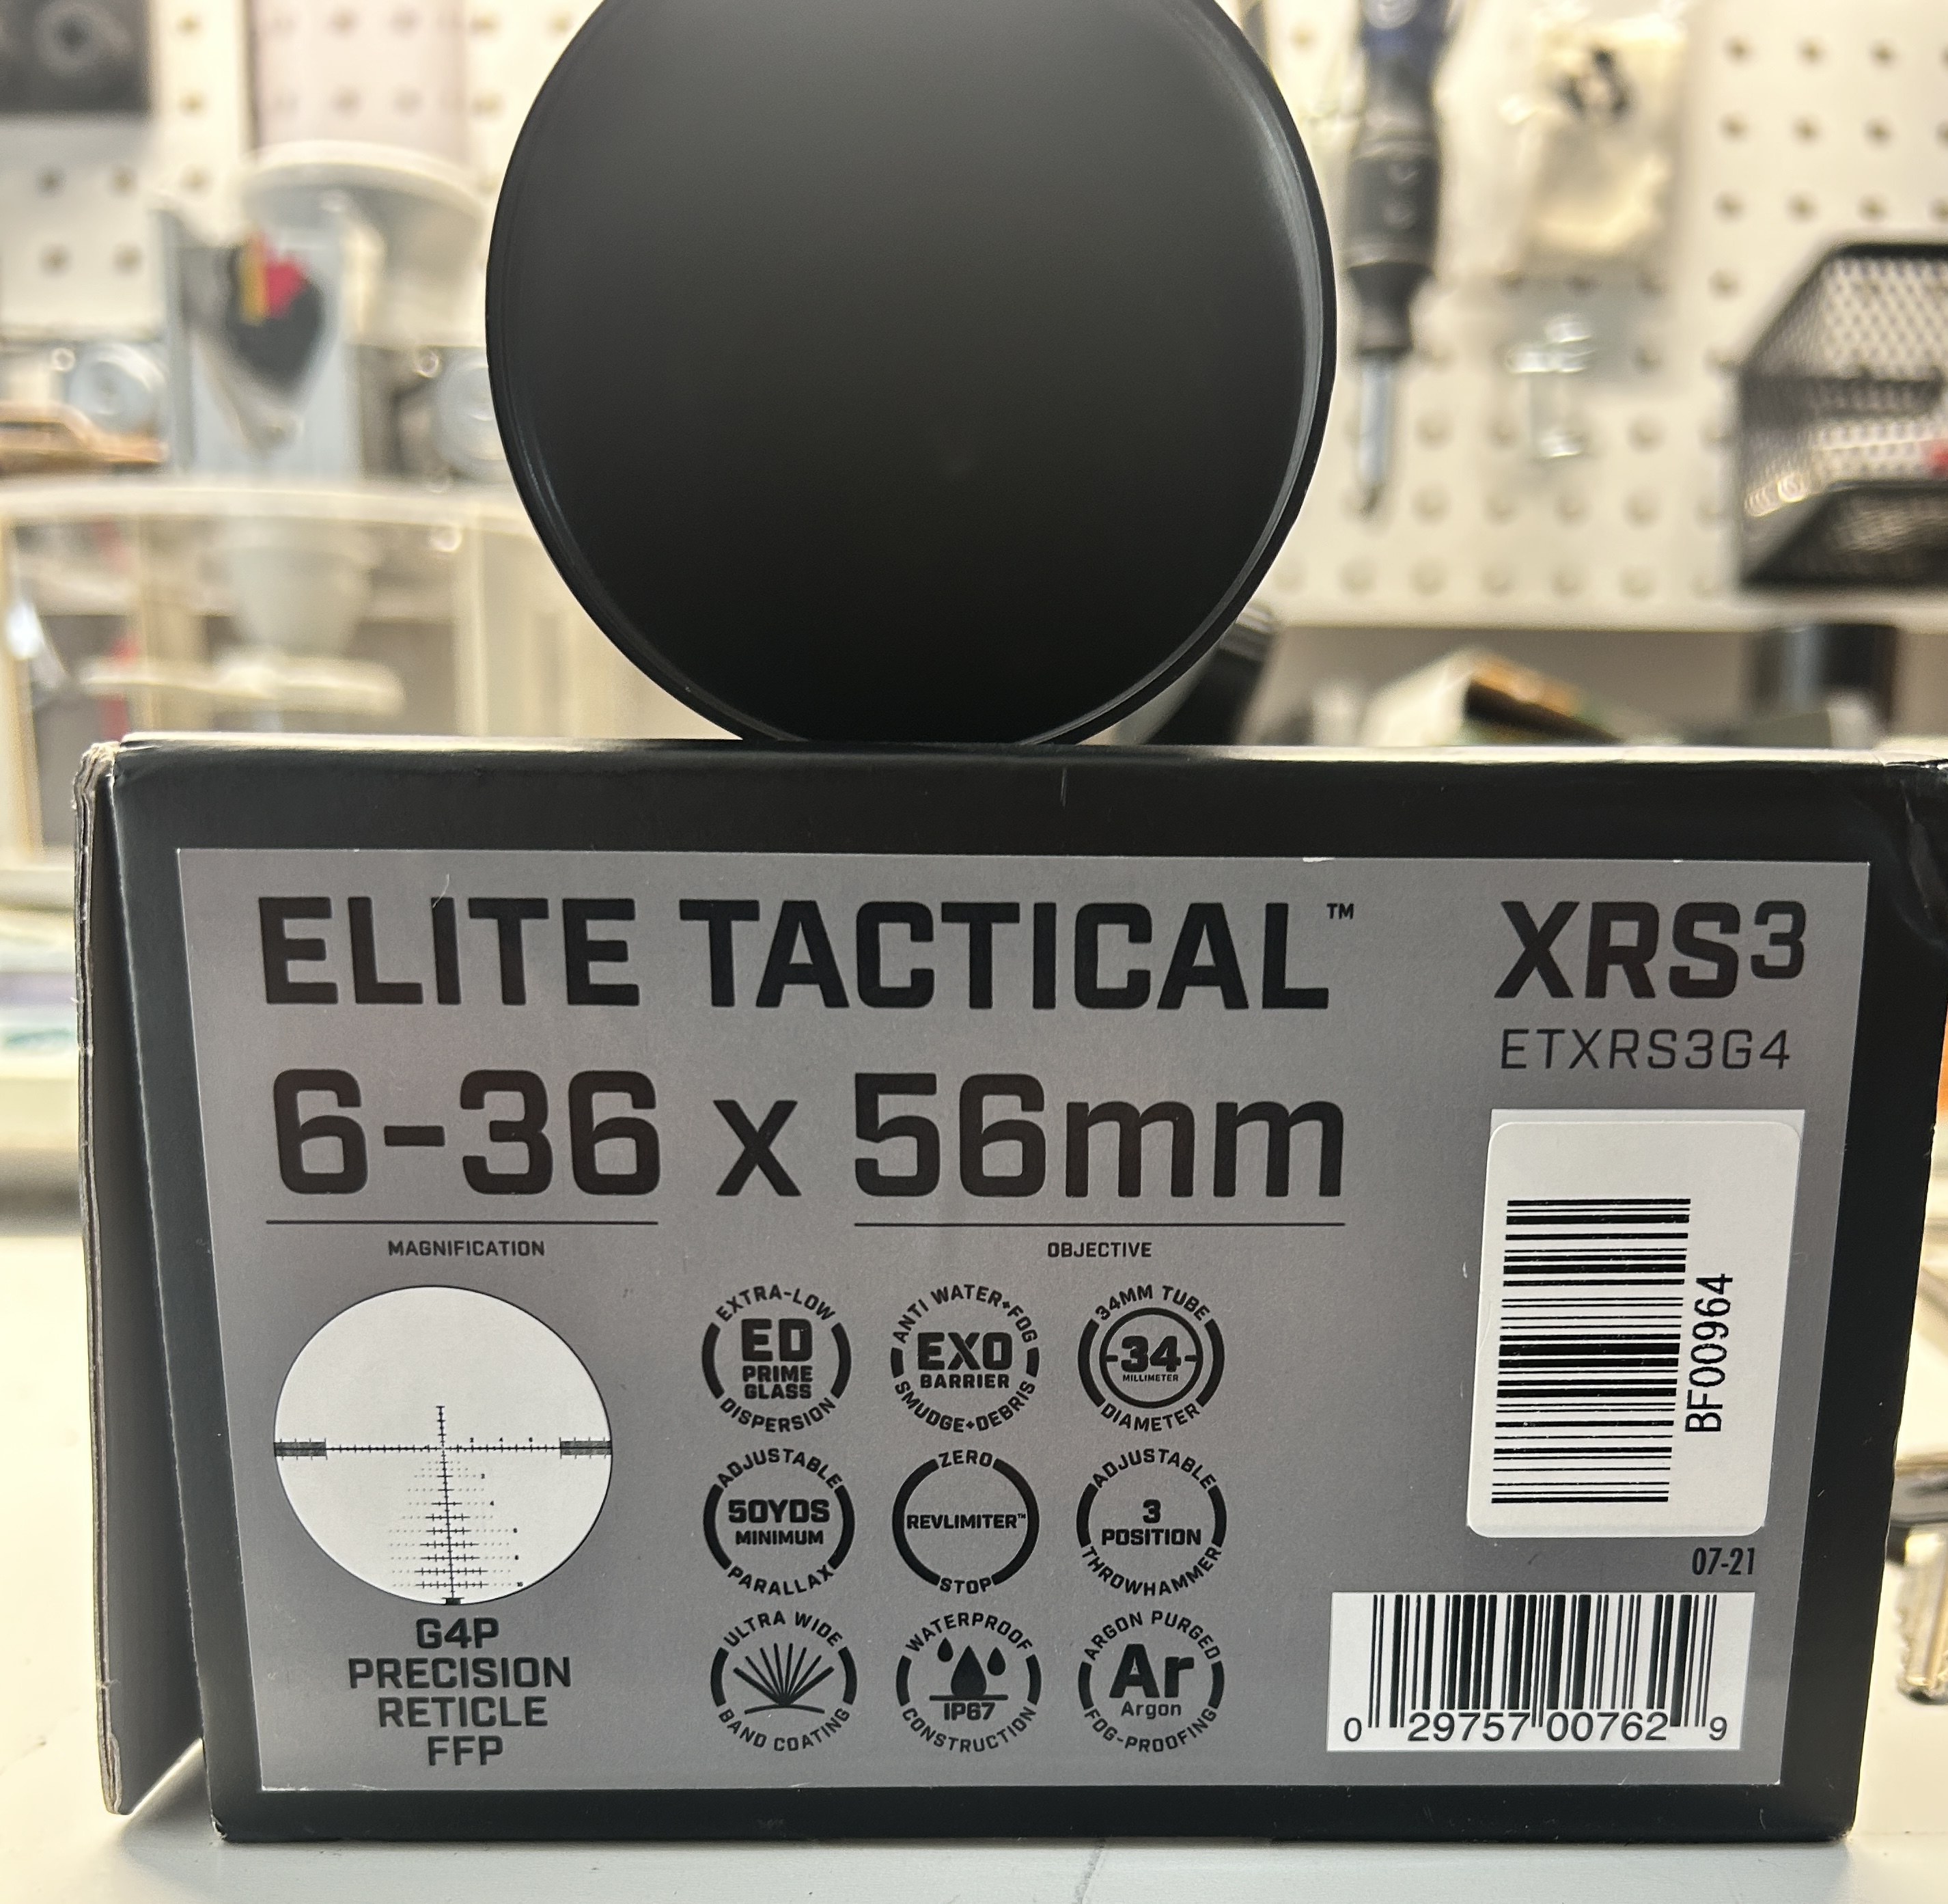 ELITE TACTICAL™
XRS3
ETXRS3G4
6-36 x 56mm
MAGNIFICATION
OBJECTIVE
EXTRA-LOW
ED
PRIME
GLASS
DISPERSION
ANTI WATER+FOG
EXO
BARRIER
SMUDGE+DEBRIS
34MM TUBE
-34-
MILLIMETER
DIAMETER
BF00964
ADJUSTABLE
50YDS
MINIMUM
PARALLAX
ZERO
REVLIMITER™
STOP
ADJUSTABLE
3
POSITION
THROWHAMMER
G4P
PRECISION
RETICLE
FFP
ULTRA WIDE
BAND COATING
WATERPROOF
IP67
CONSTRUCTION
ARGON PURGED
Ar
Argon
FOG-PROOFING
07-21
0 29757 00762 9